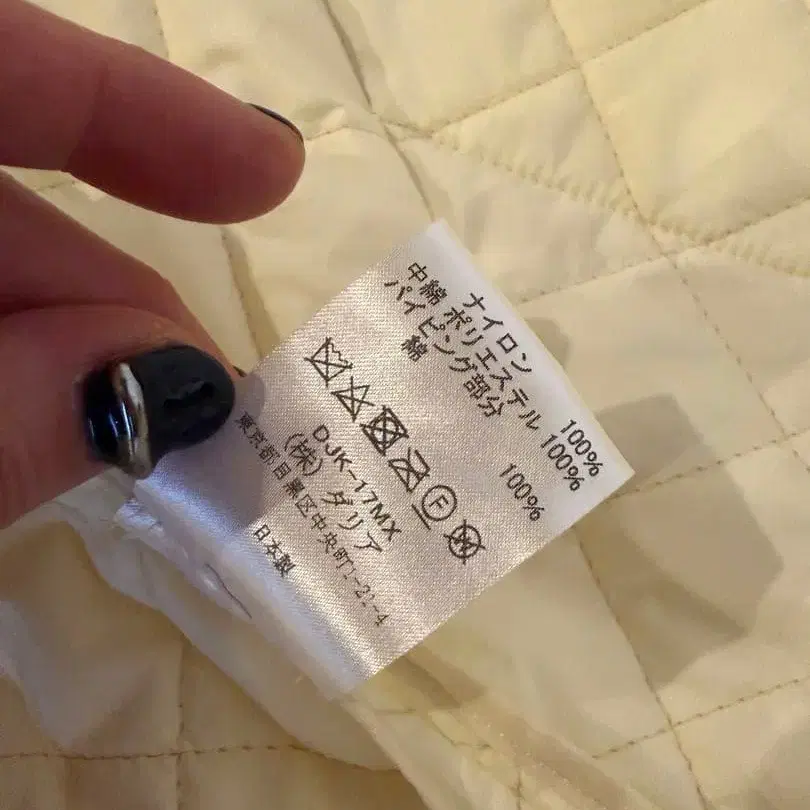 ナイロン 100%
中綿 ポリエステル 100%
パイピング部分
綿 100%
F
DJK-17MX
(株)ダリア
東京都目黒区中央町1-21-4
日本製